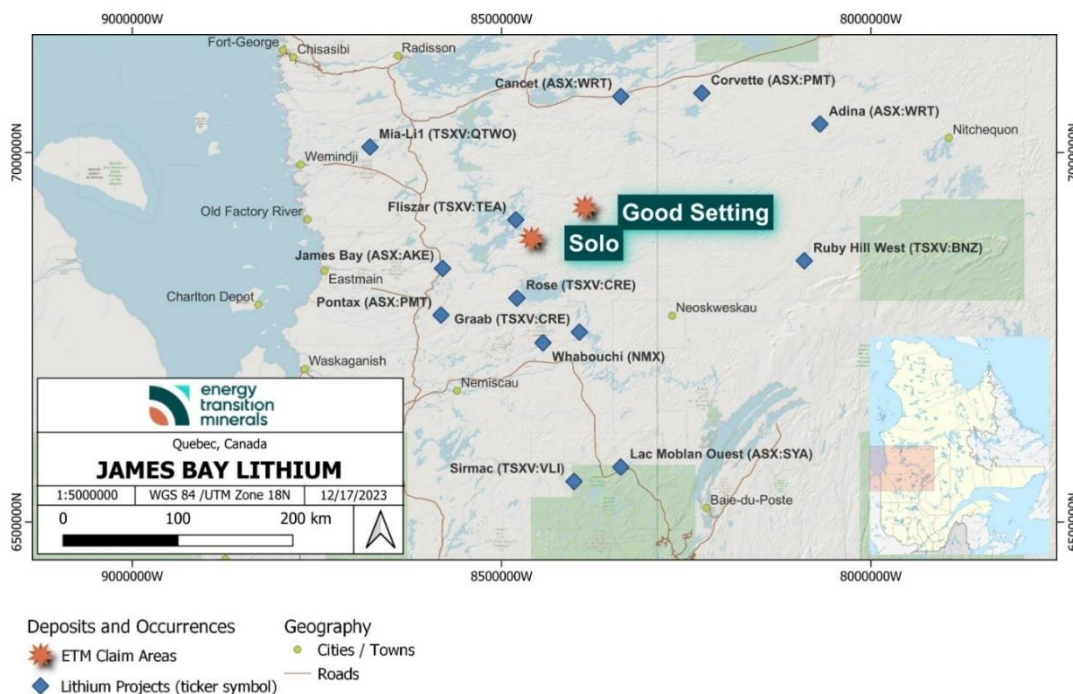 9000000W
8500000W
8000000W
Fort-George
Chisasibi
Radisson
Cancet (ASX:WRT)
Corvette (ASX:PMT)
Adina (ASX:WRT)
Nitchequon
Mia-Li1 (TSXV:QTWO)
7000000N
7000000N
Wemindji
Fliszar (TSXV:TEA)
Good Setting
Old Factory River
Solo
James Bay (ASX:AKE)
Ruby Hill West (TSXV:BNZ)
Eastmain
Rose (TSXV:CRE)
Charlton Depot
Pontax (ASX:PMT)
Graab (TSXV:CRE)
Neoskweskau
Whabouchi (NMX)
Waskaganish
Nemiscau
energy
transition
minerals
Quebec, Canada
JAMES BAY LITHIUM
1:5000000
WGS 84 /UTM Zone 18N
12/17/2023
0 100 200 km
Sirmac (TSXV:VLI)
Lac Moblan Ouest (ASX:SYA)
Baie-du-Poste
6500000N
6500000N
9000000W
8500000W
8000000W
Deposits and Occurrences
ETM Claim Areas
Lithium Projects (ticker symbol)
Geography
Cities / Towns
Roads